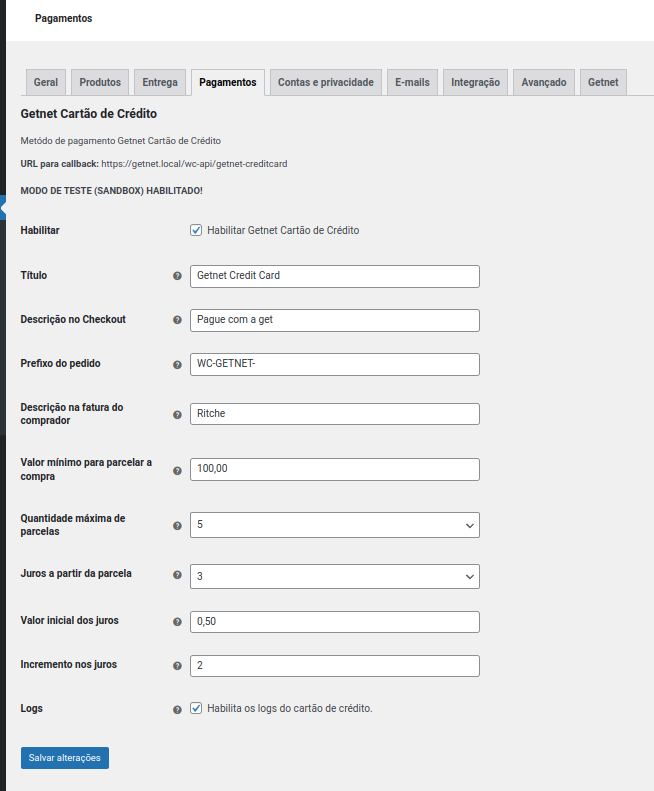 Pagamentos
Geral Produtos Entrega Pagamentos Contas e privacidade E-mails Integração Avançado Getnet
Getnet Cartão de Crédito
Metódo de pagamento Getnet Cartão de Crédito
URL para callback: https://getnet.local/wc-api/getnet-creditcard
MODO DE TESTE (SANDBOX) HABILITADO!
Habilitar Habilitar Getnet Cartão de Crédito
Título Getnet Credit Card
Descrição no Checkout Pague com a get
Prefixo do pedido WC-GETNET-
Descrição na fatura do
comprador Ritche
Valor mínimo para parcelar a
compra 100,00
Quantidade máxima de
parcelas 5
Juros a partir da parcela 3
Valor inicial dos juros 0,50
Incremento nos juros 2
Logs Habilita os logs do cartão de crédito.
Salvar alterações